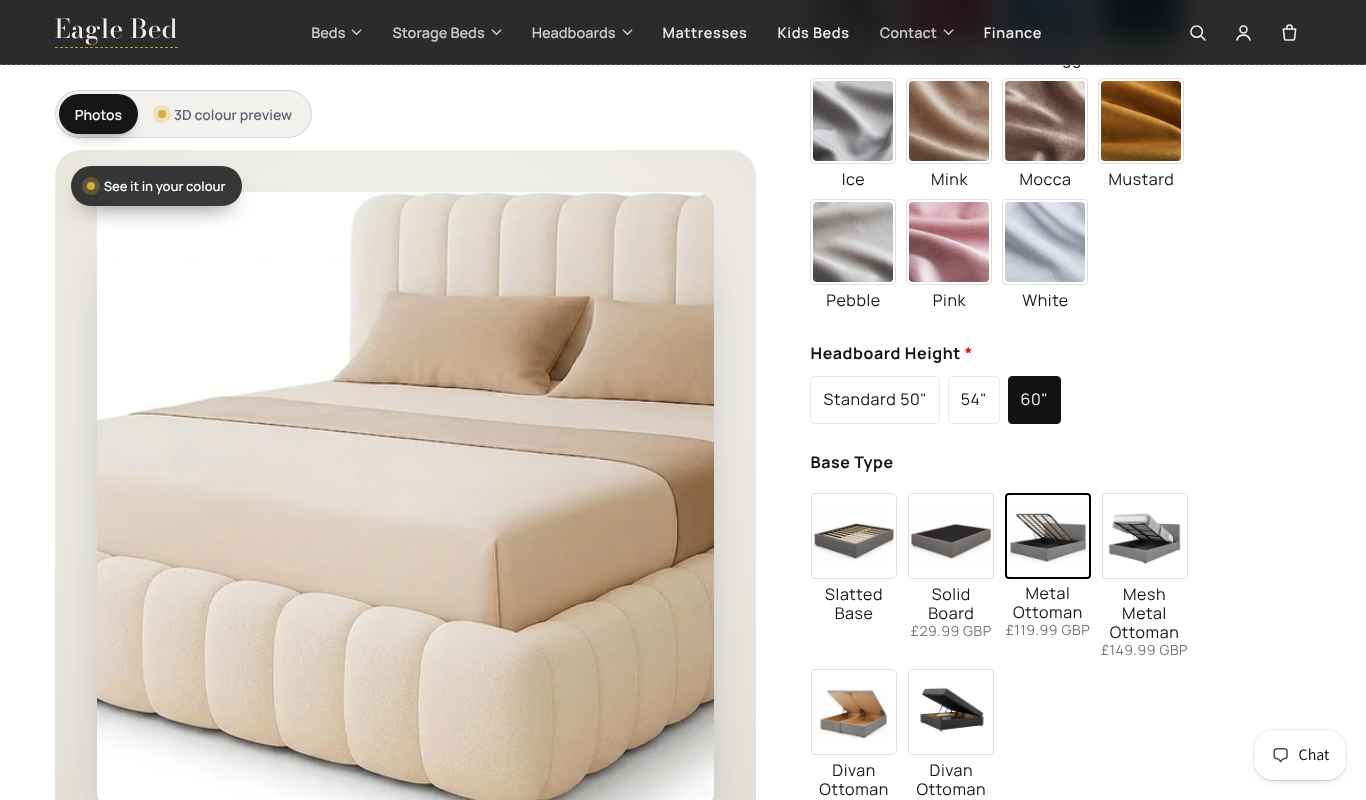 Eagle Bed
Beds
Storage Beds
Headboards
Mattresses
Kids Beds
Contact
Finance
Photos
3D colour preview
See it in your colour
Ice
Mink
Mocca
Mustard
Pebble
Pink
White
Headboard Height *
Standard 50"
54"
60"
Base Type
Slatted
Base
Solid
Board
£29.99 GBP
Metal
Ottoman
£119.99 GBP
Mesh
Metal
Ottoman
£149.99 GBP
Divan
Ottoman
Divan
Ottoman
Chat